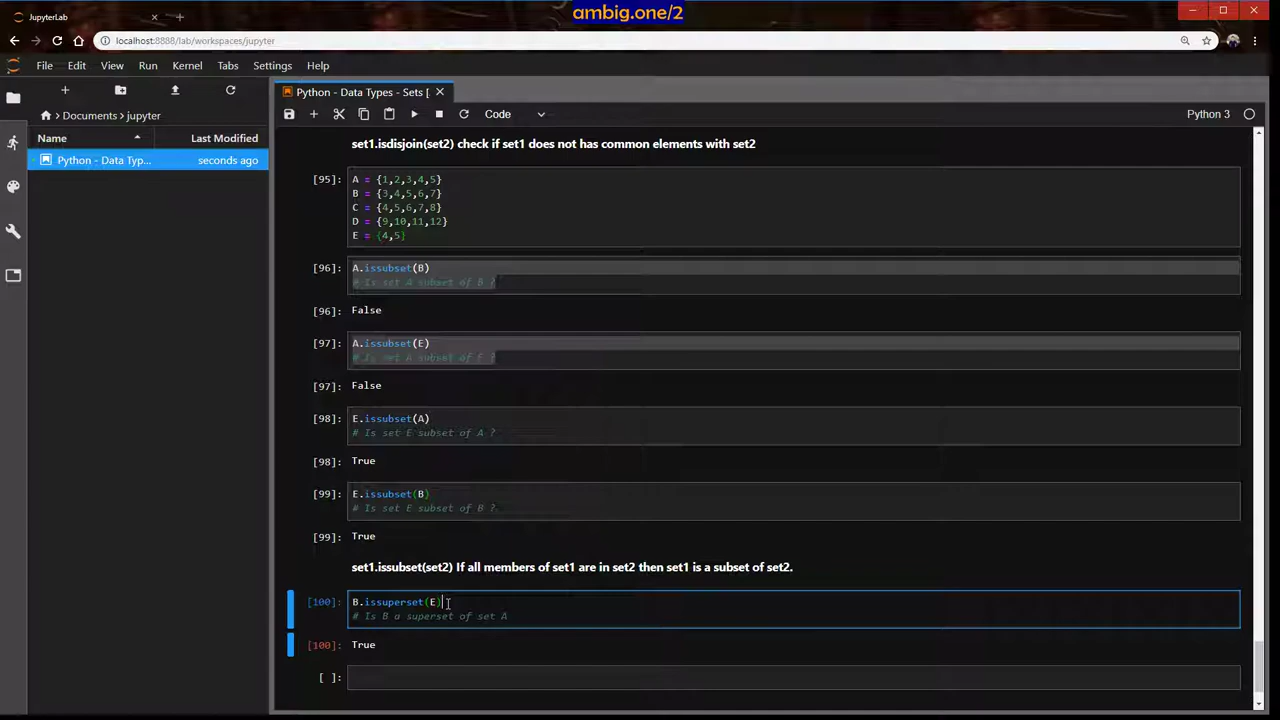 JupyterLab
ambig.one/2
localhost:8888/lab/workspaces/jupyter
File Edit View Run Kernel Tabs Settings Help
Python - Data Types - Sets [
Documents jupyter
Code
Python 3
Name Last Modified
Python - Data Typ... seconds ago
set1.isdisjoin(set2) check if set1 does not has common elements with set2
[95]: A = {1,2,3,4,5}
B = {3,4,5,6,7}
C = {4,5,6,7,8}
D = {9,10,11,12}
E = {4,5}
[96]: A.issubset(B)
# Is set A subset of B ?
[96]: False
[97]: A.issubset(E)
# Is set A subset of E ?
[97]: False
[98]: E.issubset(A)
# Is set E subset of A ?
[98]: True
[99]: E.issubset(B)
# Is set E subset of B ?
[99]: True
set1.issubset(set2) If all members of set1 are in set2 then set1 is a subset of set2.
[100]: B.issuperset(E)
# Is B a superset of set A
[100]: True
[ ]: